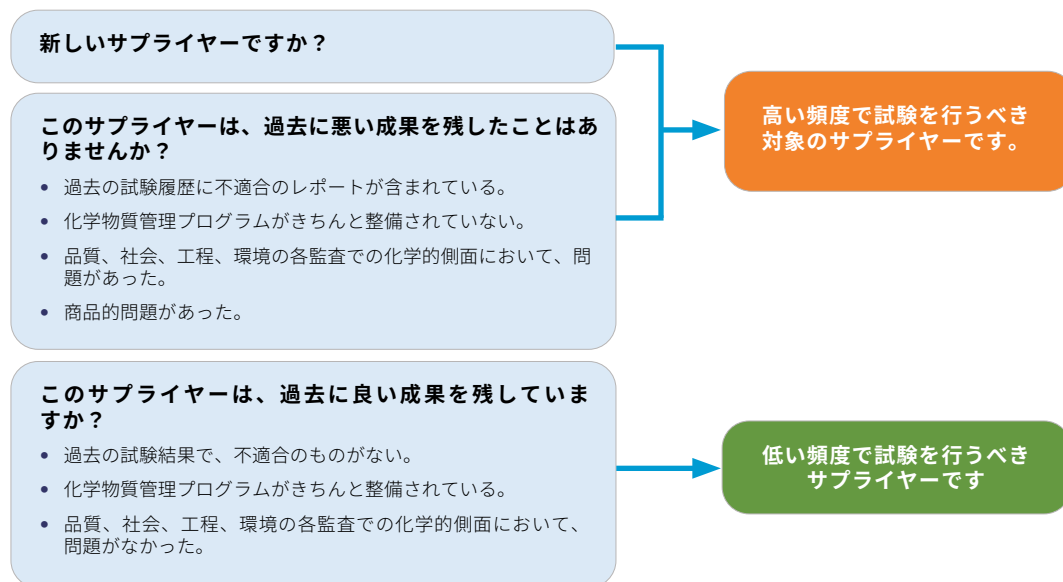 新しいサプライヤーですか？
このサプライヤーは、過去に悪い成果を残したことはあ
りませんか？
• 過去の試験履歴に不適合のレポートが含まれている。
• 化学物質管理プログラムがきちんと整備されていない。
• 品質、社会、工程、環境の各監査での化学的側面において、問
題があった。
• 商品的問題があった。
高い頻度で試験を行うべき
対象のサプライヤーです。
このサプライヤーは、過去に良い成果を残していま
すか？
• 過去の試験結果で、不適合のものがない。
• 化学物質管理プログラムがきちんと整備されている。
• 品質、社会、工程、環境の各監査での化学的側面において、
問題がなかった。
低い頻度で試験を行うべき
サプライヤーです